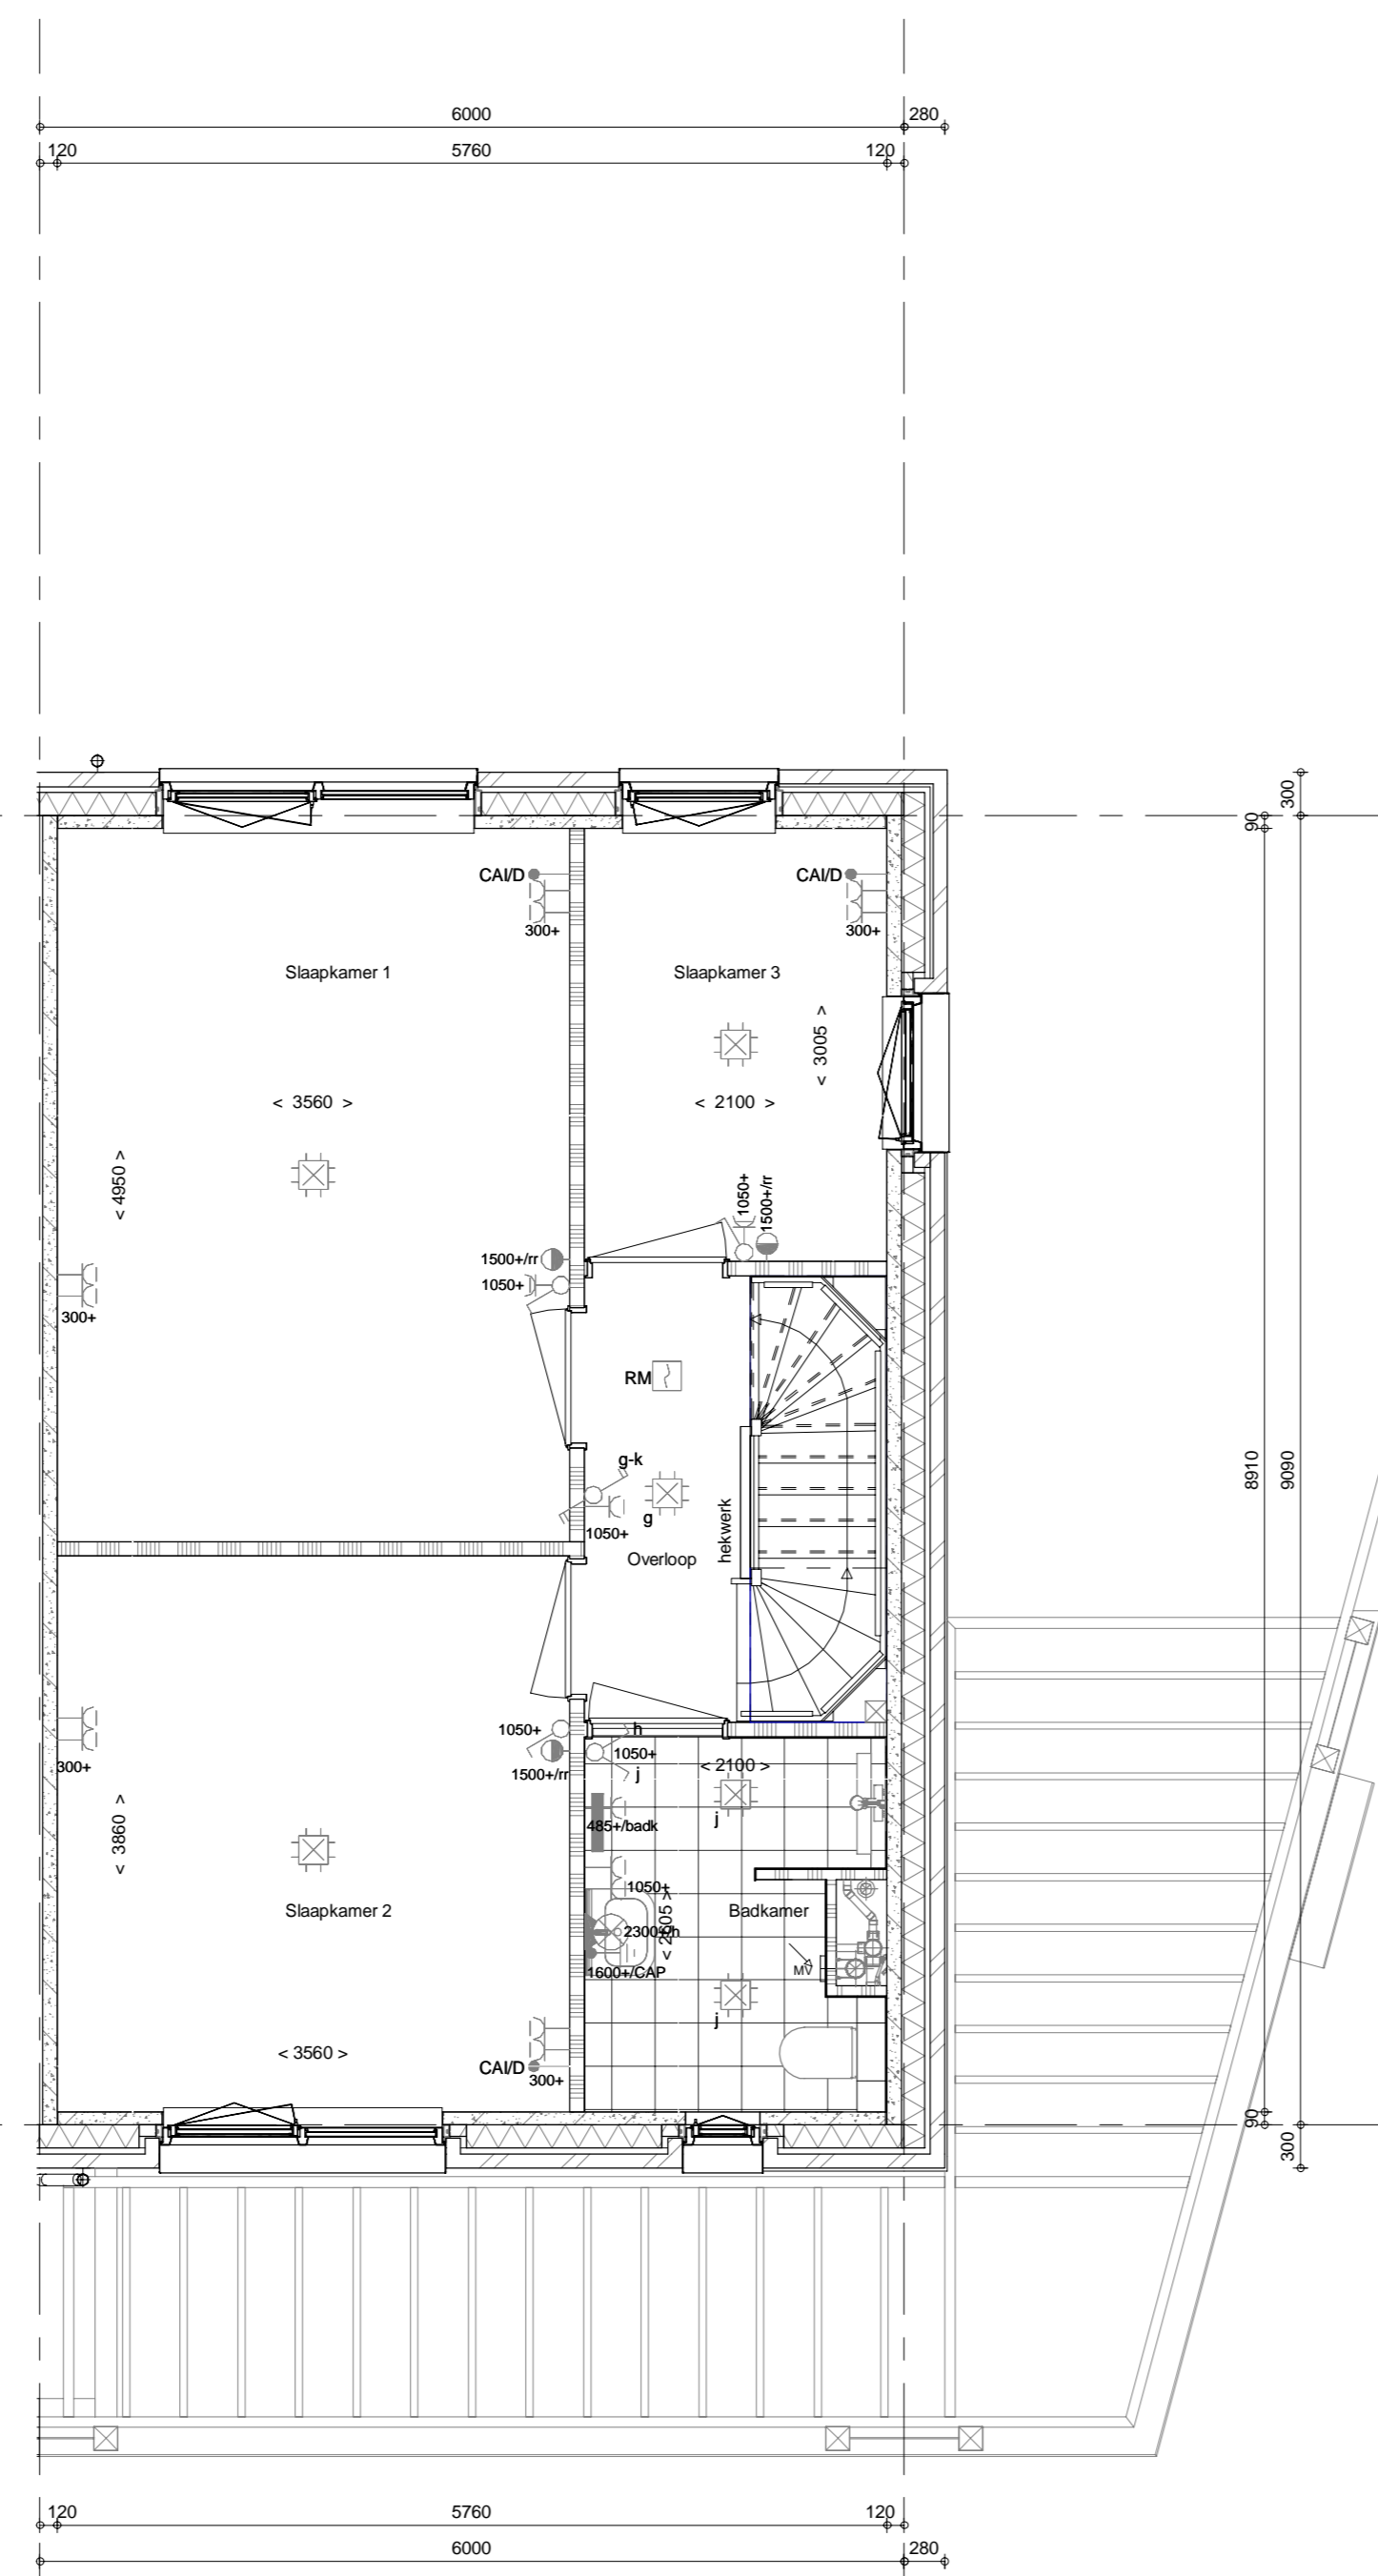 6000
280
120
5760
120
300
90
CAI/D
300+
CAI/D
300+
Slaapkamer 1
Slaapkamer 3
< 3005 >
< 3560 >
< 2100 >
< 4950 >
1050+
1500+/rr
1500+/rr
1050+
300+
RM
g-k
g
1050+
hekwerk
Overloop
8910
9090
1050+
h
1050+
j
1500+/rr
< 2100 >
300+
485+/badk
j
< 3860 >
1050+
Slaapkamer 2
Badkamer
2300+/h
< 2605 >
1600+/CAP
MV
j
< 3560 >
CAI/D
300+
90
300
120
5760
120
6000
280